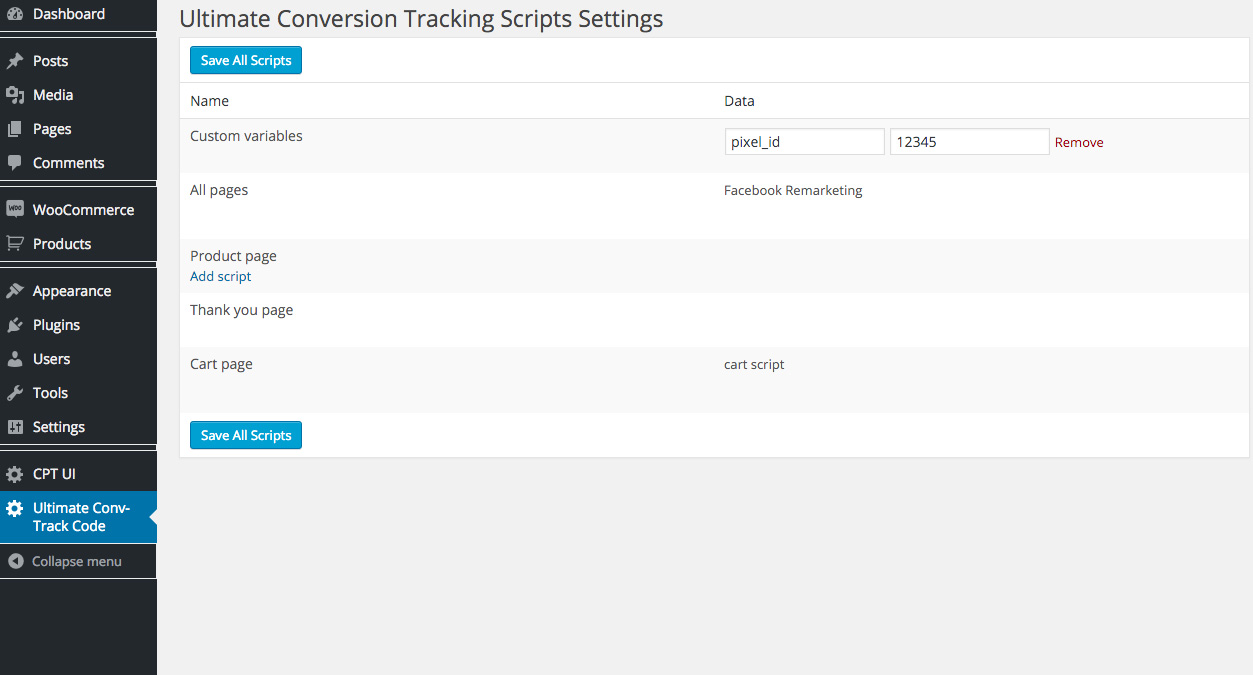 Dashboard
Posts
Media
Pages
Comments
WOO WooCommerce
Products
Appearance
Plugins
Users
Tools
Settings
CPT UI
Ultimate Conv-
Track Code
Collapse menu
Ultimate Conversion Tracking Scripts Settings
Save All Scripts
Name Data
Custom variables pixel_id 12345 Remove
All pages Facebook Remarketing
Product page
Add script
Thank you page
Cart page cart script
Save All Scripts